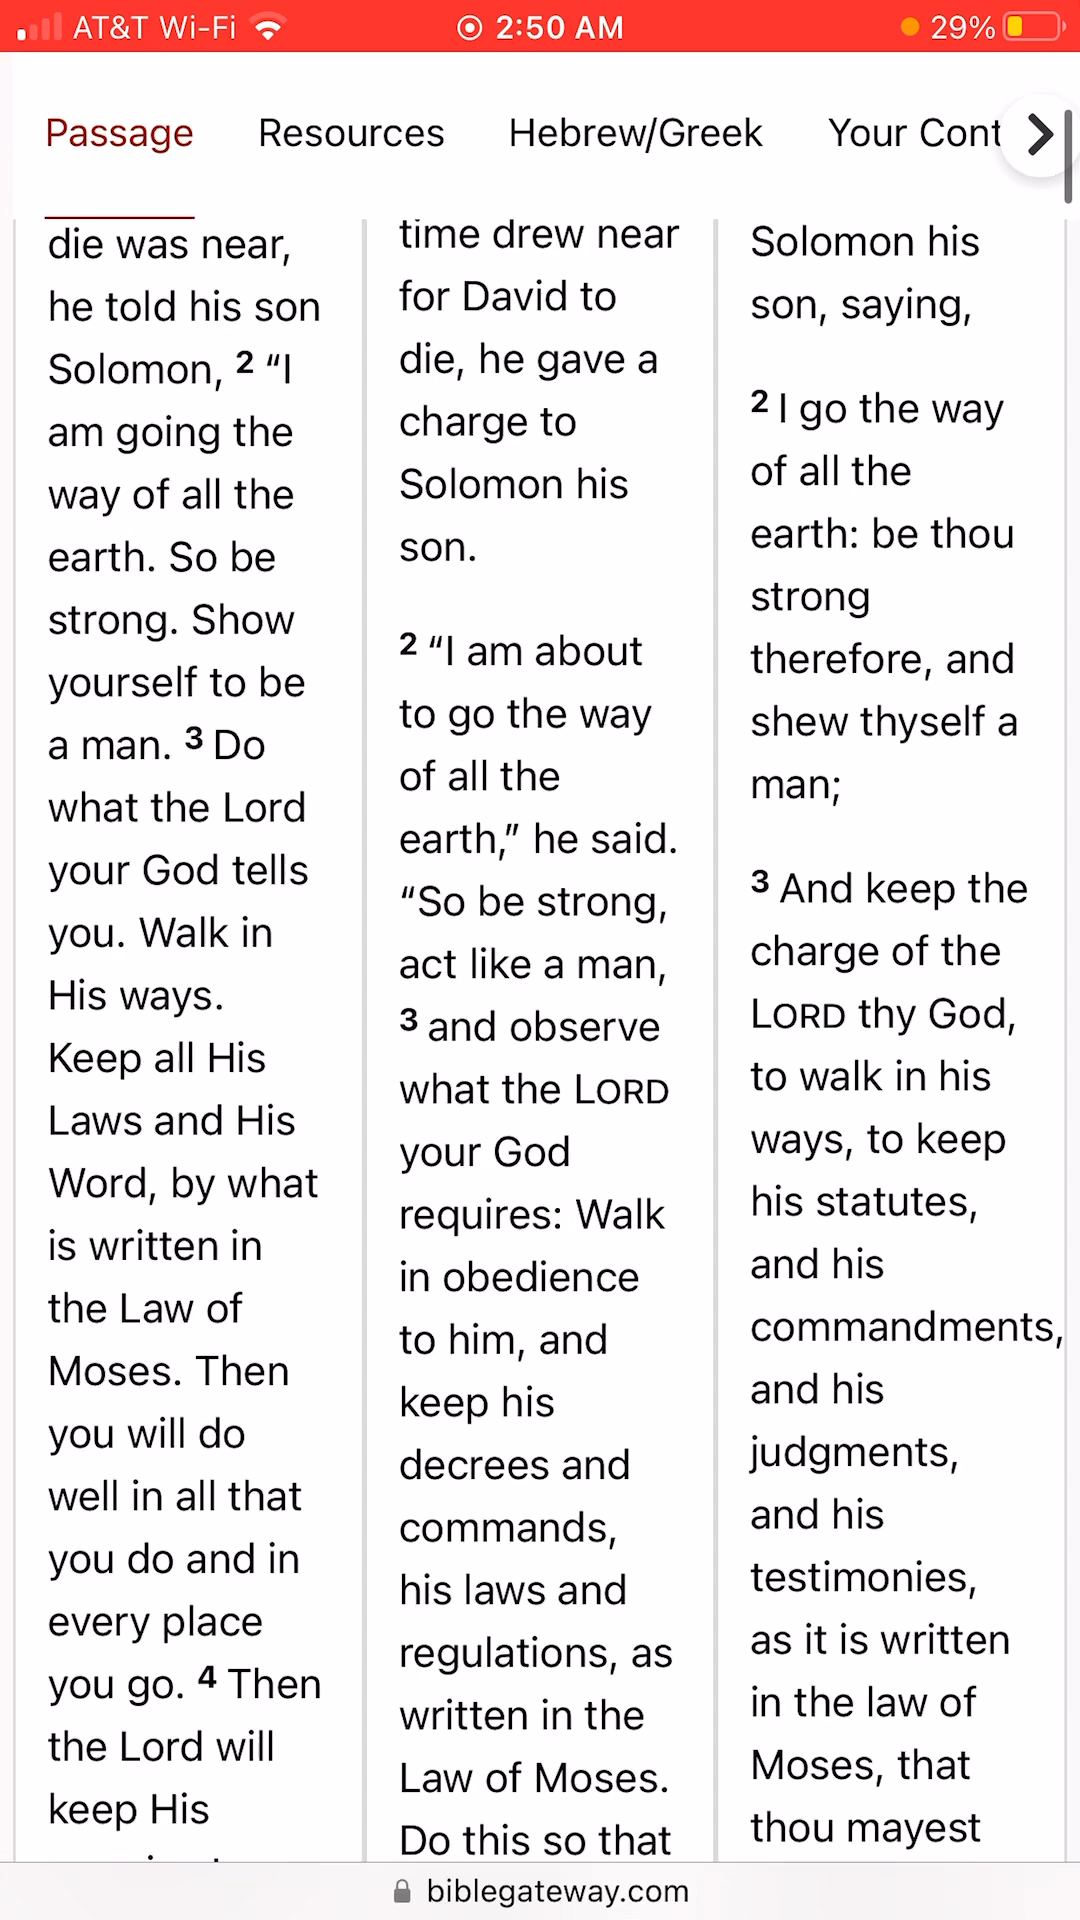 AT&T Wi-Fi 2:50 AM 29%
Passage Resources Hebrew/Greek Your Cont
die was near,
he told his son
Solomon, 2 “I
am going the
way of all the
earth. So be
strong. Show
yourself to be
a man. 3 Do
what the Lord
your God tells
you. Walk in
His ways.
Keep all His
Laws and His
Word, by what
is written in
the Law of
Moses. Then
you will do
well in all that
you do and in
every place
you go. 4 Then
the Lord will
keep His
time drew near
for David to
die, he gave a
charge to
Solomon his
son.
2 “I am about
to go the way
of all the
earth,” he said.
“So be strong,
act like a man,
3 and observe
what the LORD
your God
requires: Walk
in obedience
to him, and
keep his
decrees and
commands,
his laws and
regulations, as
written in the
Law of Moses.
Do this so that
Solomon his
son, saying,
2 I go the way
of all the
earth: be thou
strong
therefore, and
shew thyself a
man;
3 And keep the
charge of the
LORD thy God,
to walk in his
ways, to keep
his statutes,
and his
commandments,
and his
judgments,
and his
testimonies,
as it is written
in the law of
Moses, that
thou mayest
biblegateway.com